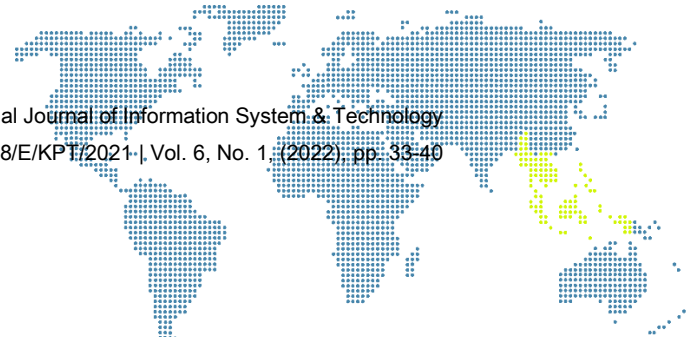 al Journal of Information System & Technology
8/E/KPT/2021 | Vol. 6, No. 1, (2022), pp. 33-40